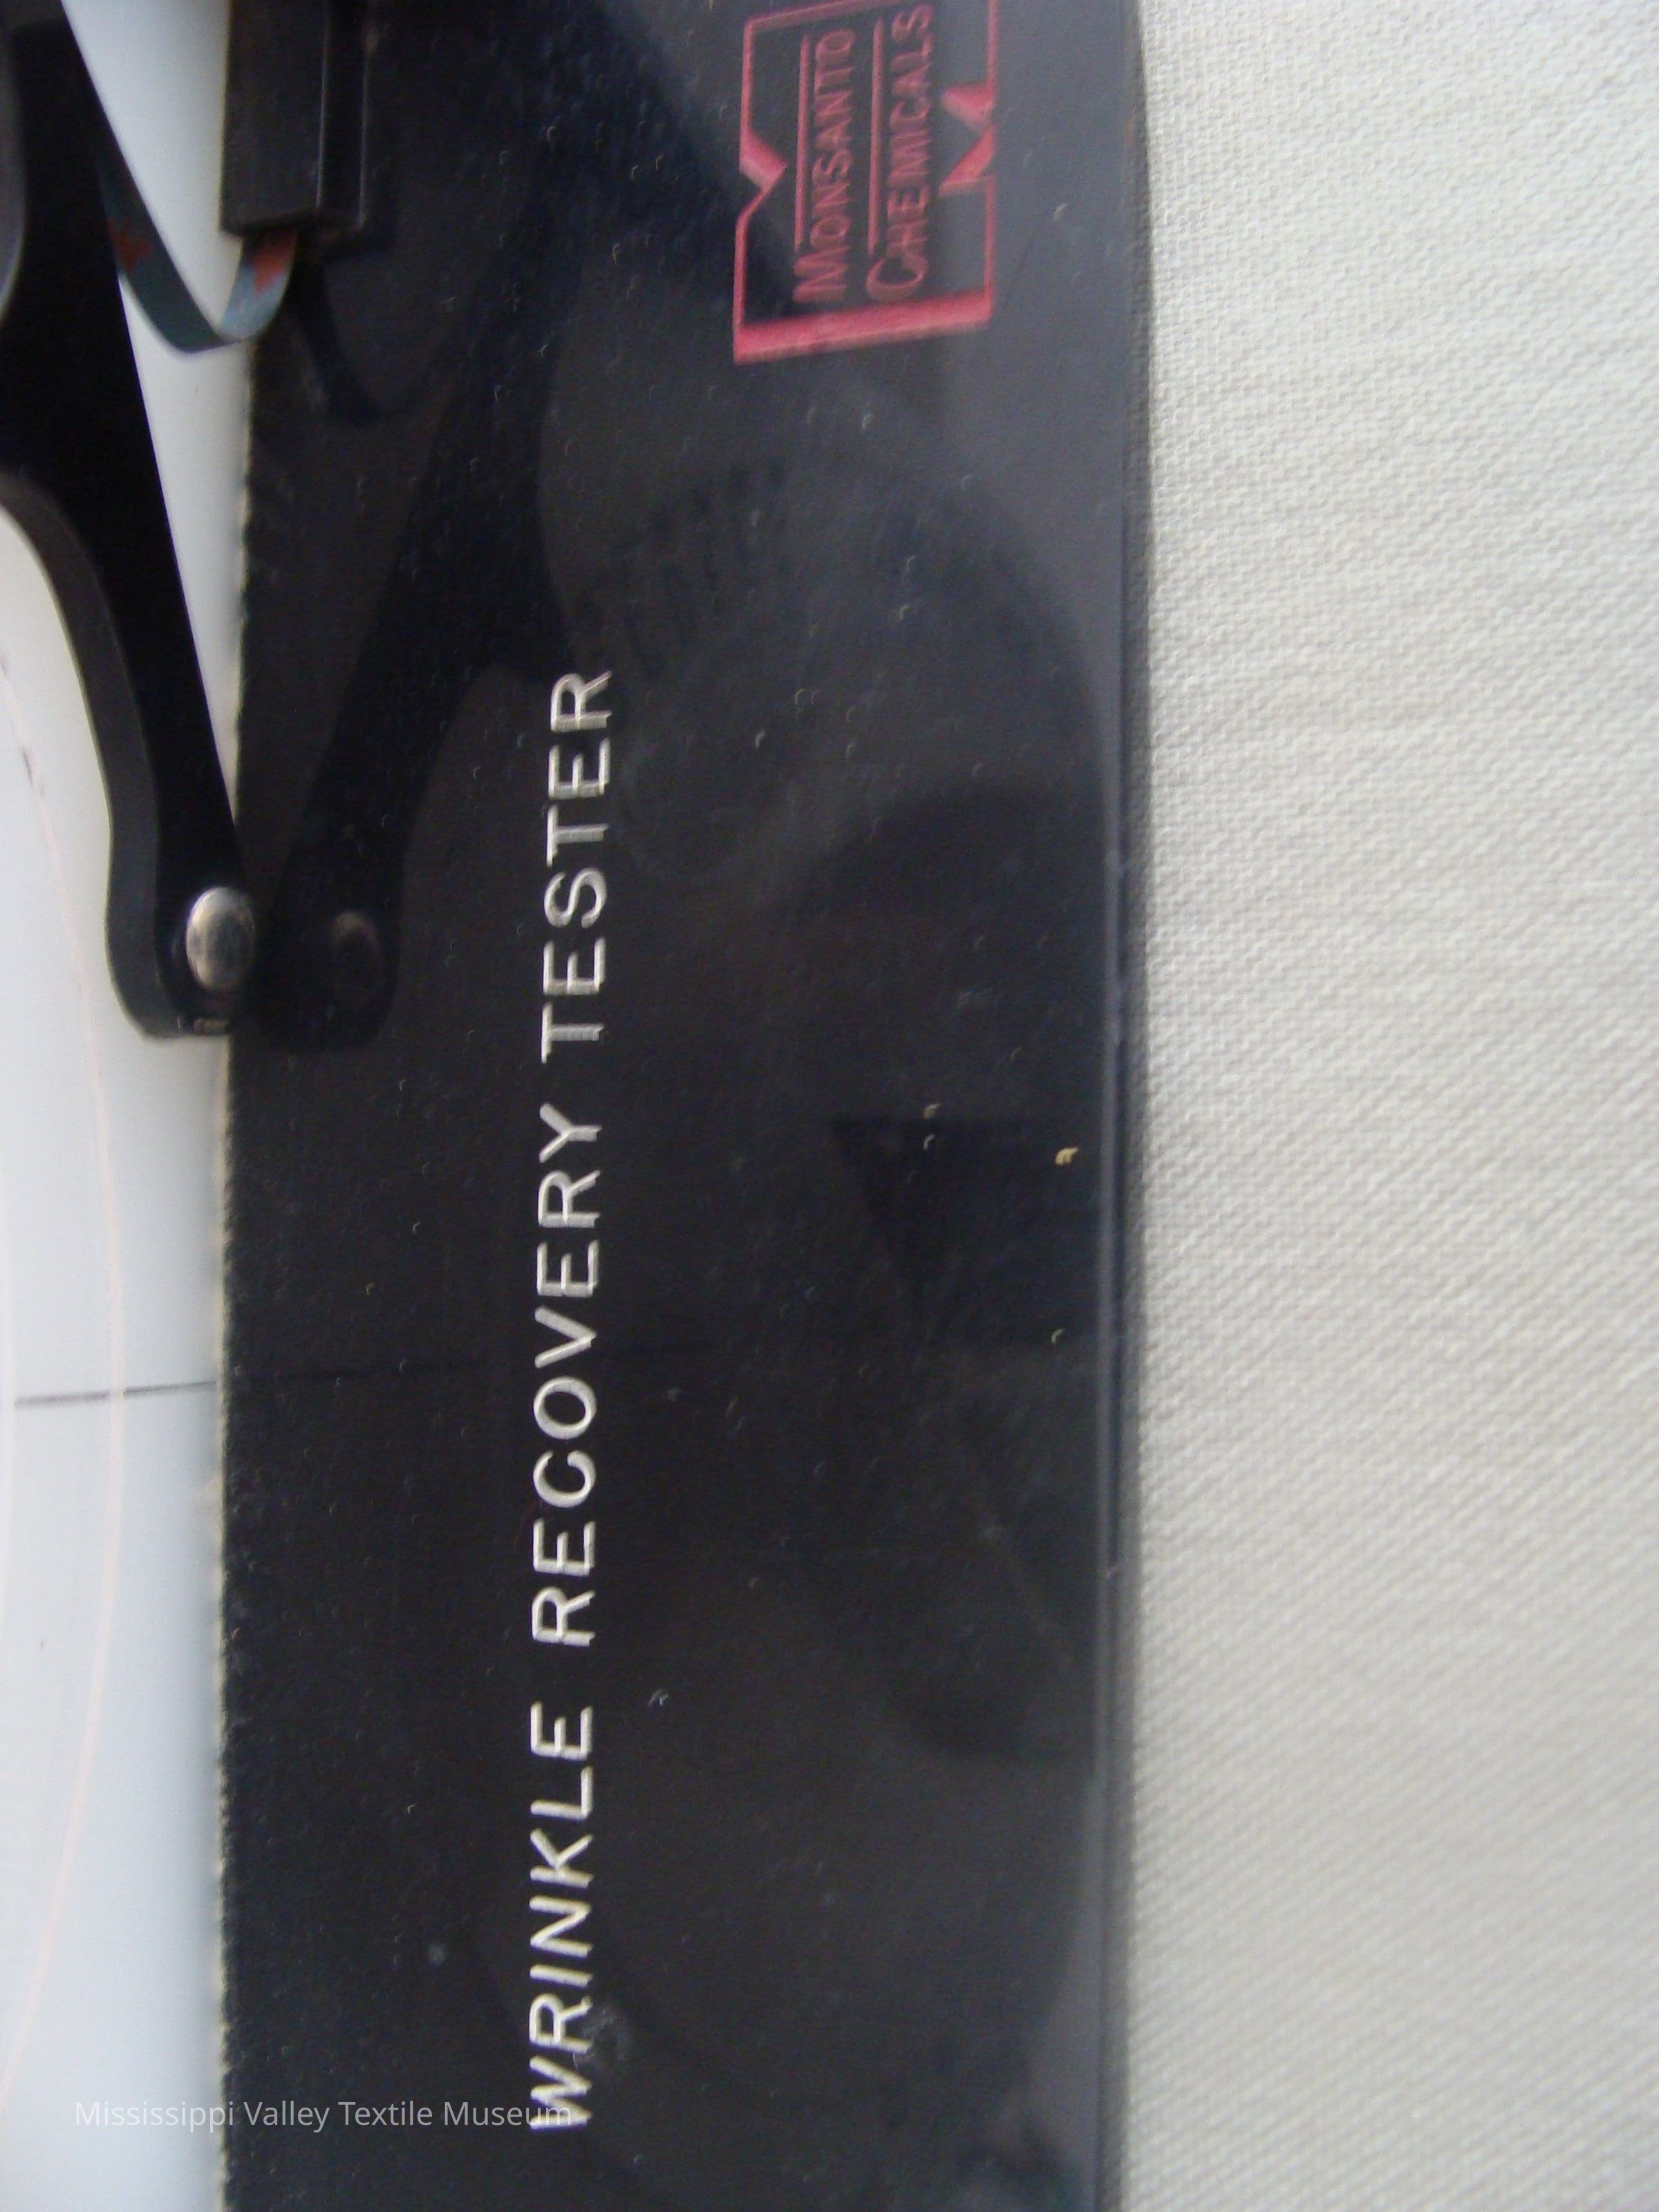 MONSANTO
CHEMICALS
WRINKLE RECOVERY TESTER
Mississippi Valley Textile Museum